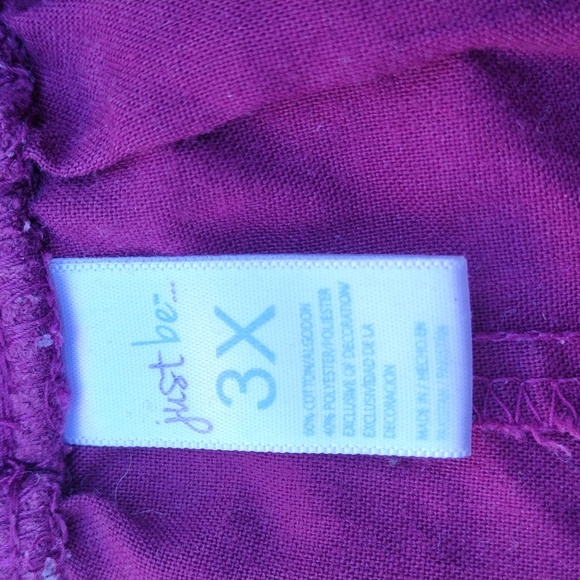 just be...™
3X
60% COTTON/ALGODON
40% POLYESTER/POLIESTER
EXCLUSIVE OF DECORATION/
EXCLUSIVIDAD DE LA
DECORACION
MADE IN / HECHO EN